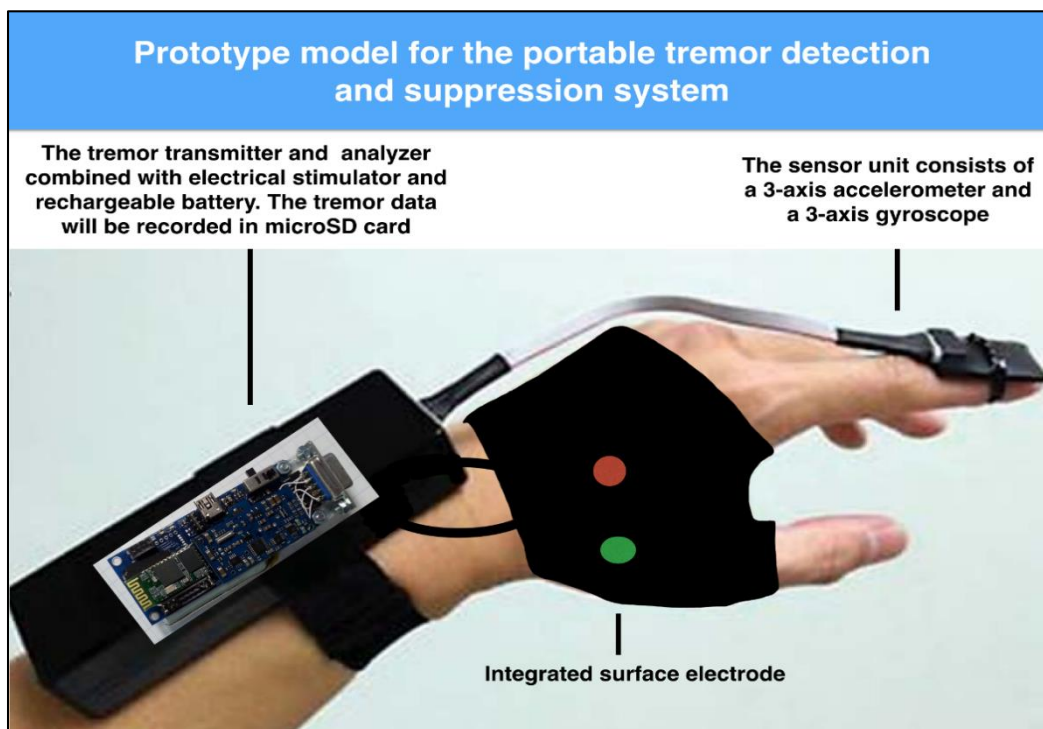 Prototype model for the portable tremor detection
and suppression system
The tremor transmitter and analyzer
combined with electrical stimulator and
rechargeable battery. The tremor data
will be recorded in microSD card
The sensor unit consists of
a 3-axis accelerometer and
a 3-axis gyroscope
Integrated surface electrode